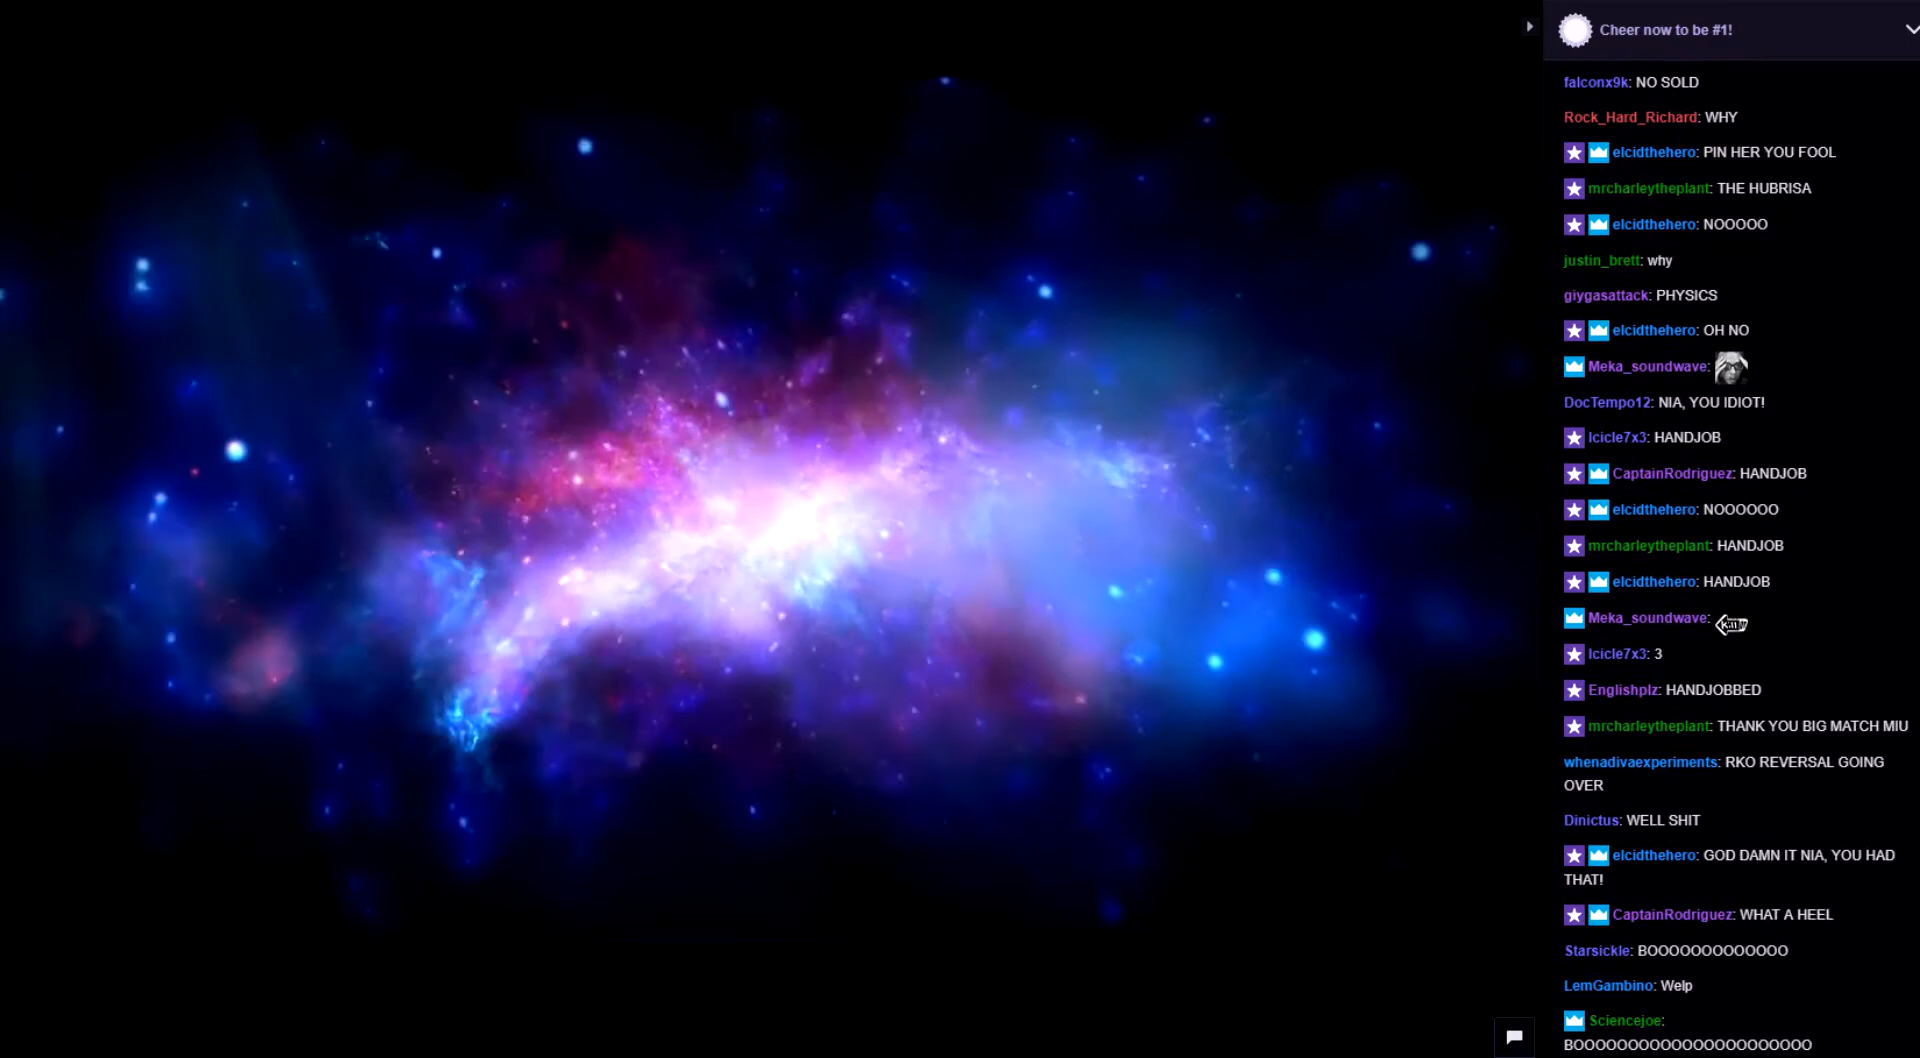 Cheer now to be #1!
falconx9k: NO SOLD
Rock_Hard_Richard: WHY
elcidthehero: PIN HER YOU FOOL
mrcharleytheplant: THE HUBRISA
elcidthehero: NOOOOO
justin_brett: why
giygasattack: PHYSICS
elcidthehero: OH NO
Meka_soundwave:
DocTempo12: NIA, YOU IDIOT!
Icicle7x3: HANDJOB
CaptainRodriguez: HANDJOB
elcidthehero: NOOOOOO
mrcharleytheplant: HANDJOB
elcidthehero: HANDJOB
Meka_soundwave:
Icicle7x3: 3
Englishplz: HANDJOBBED
mrcharleytheplant: THANK YOU BIG MATCH MIU
whenadivaexperiments: RKO REVERSAL GOING
OVER
Dinictus: WELL SHIT
elcidthehero: GOD DAMN IT NIA, YOU HAD
THAT!
CaptainRodriguez: WHAT A HEEL
Starsickle: BOOOOOOOOOOOOO
LemGambino: Welp
Sciencejoe:
BOOOOOOOOOOOOOOOOOOOOOO